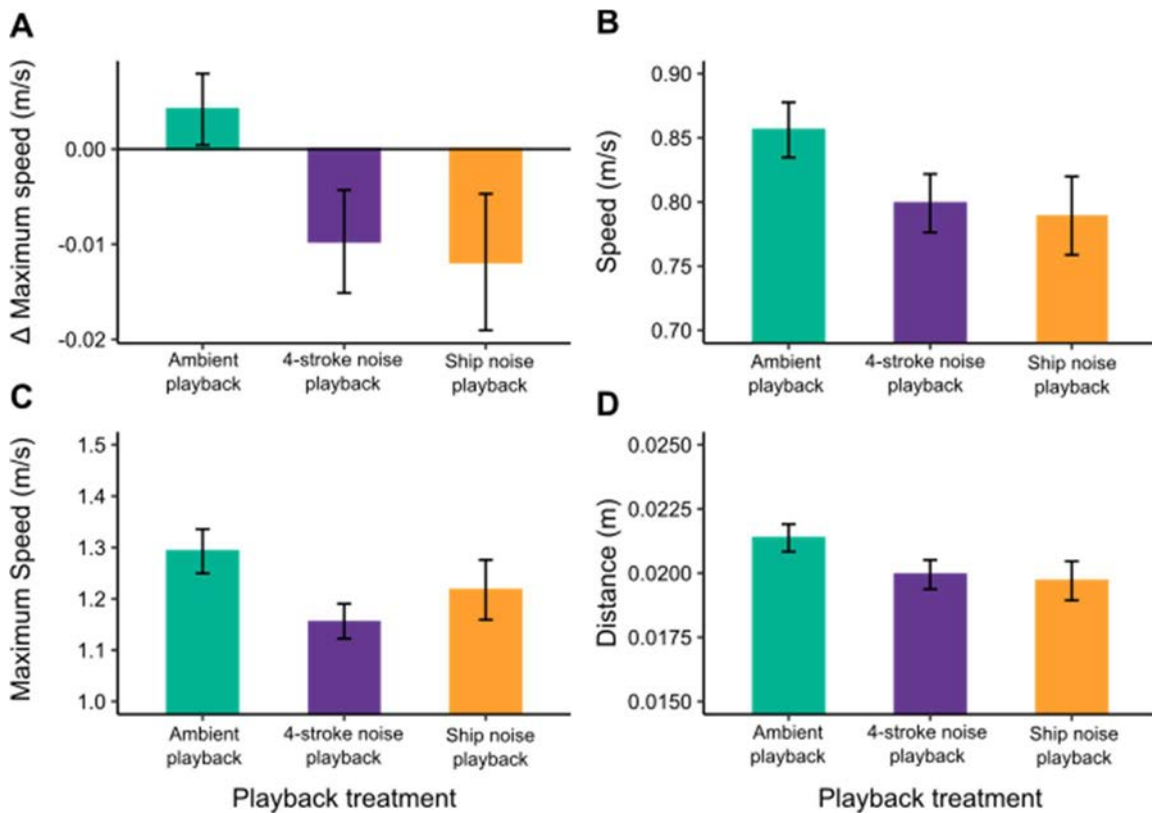 A
Δ Maximum speed (m/s)
0.00
-0.01
-0.02
Ambient
playback
4-stroke noise
playback
Ship noise
playback
B
Speed (m/s)
0.90
0.85
0.80
0.75
0.70
Ambient
playback
4-stroke noise
playback
Ship noise
playback
C
Maximum Speed (m/s)
1.5
1.4
1.3
1.2
1.1
1.0
Ambient
playback
4-stroke noise
playback
Ship noise
playback
Playback treatment
D
Distance (m)
0.0250
0.0225
0.0200
0.0175
0.0150
Ambient
playback
4-stroke noise
playback
Ship noise
playback
Playback treatment